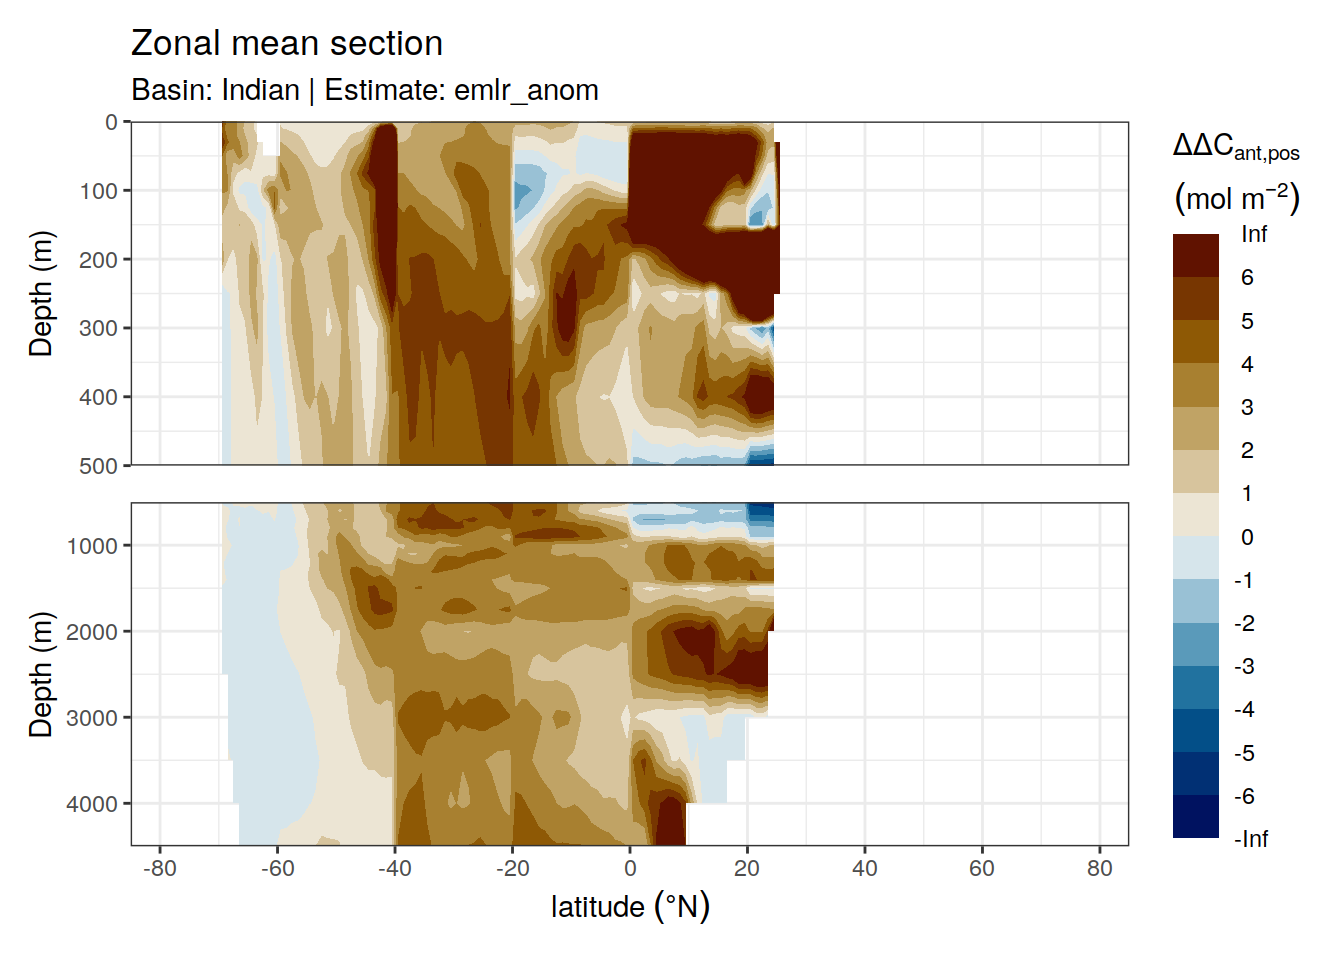 Zonal mean section
Basin: Indian | Estimate: emlr_anom
0
100
200
300
400
500
Depth (m)
1000
2000
3000
4000
Depth (m)
-80 -60 -40 -20 0 20 40 60 80
latitude (°N)
ΔΔC_ant,pos
(mol m⁻²)
Inf
6
5
4
3
2
1
0
-1
-2
-3
-4
-5
-6
-Inf